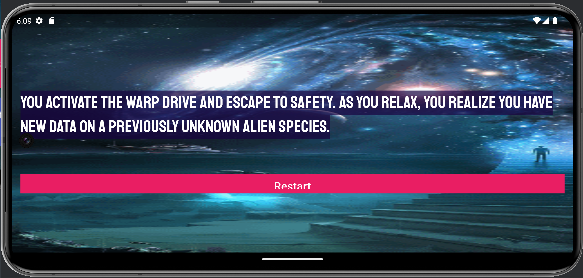 6:09
YOU ACTIVATE THE WARP DRIVE AND ESCAPE TO SAFETY. AS YOU RELAX, YOU REALIZE YOU HAVE
NEW DATA ON A PREVIOUSLY UNKNOWN ALIEN SPECIES.
Restart